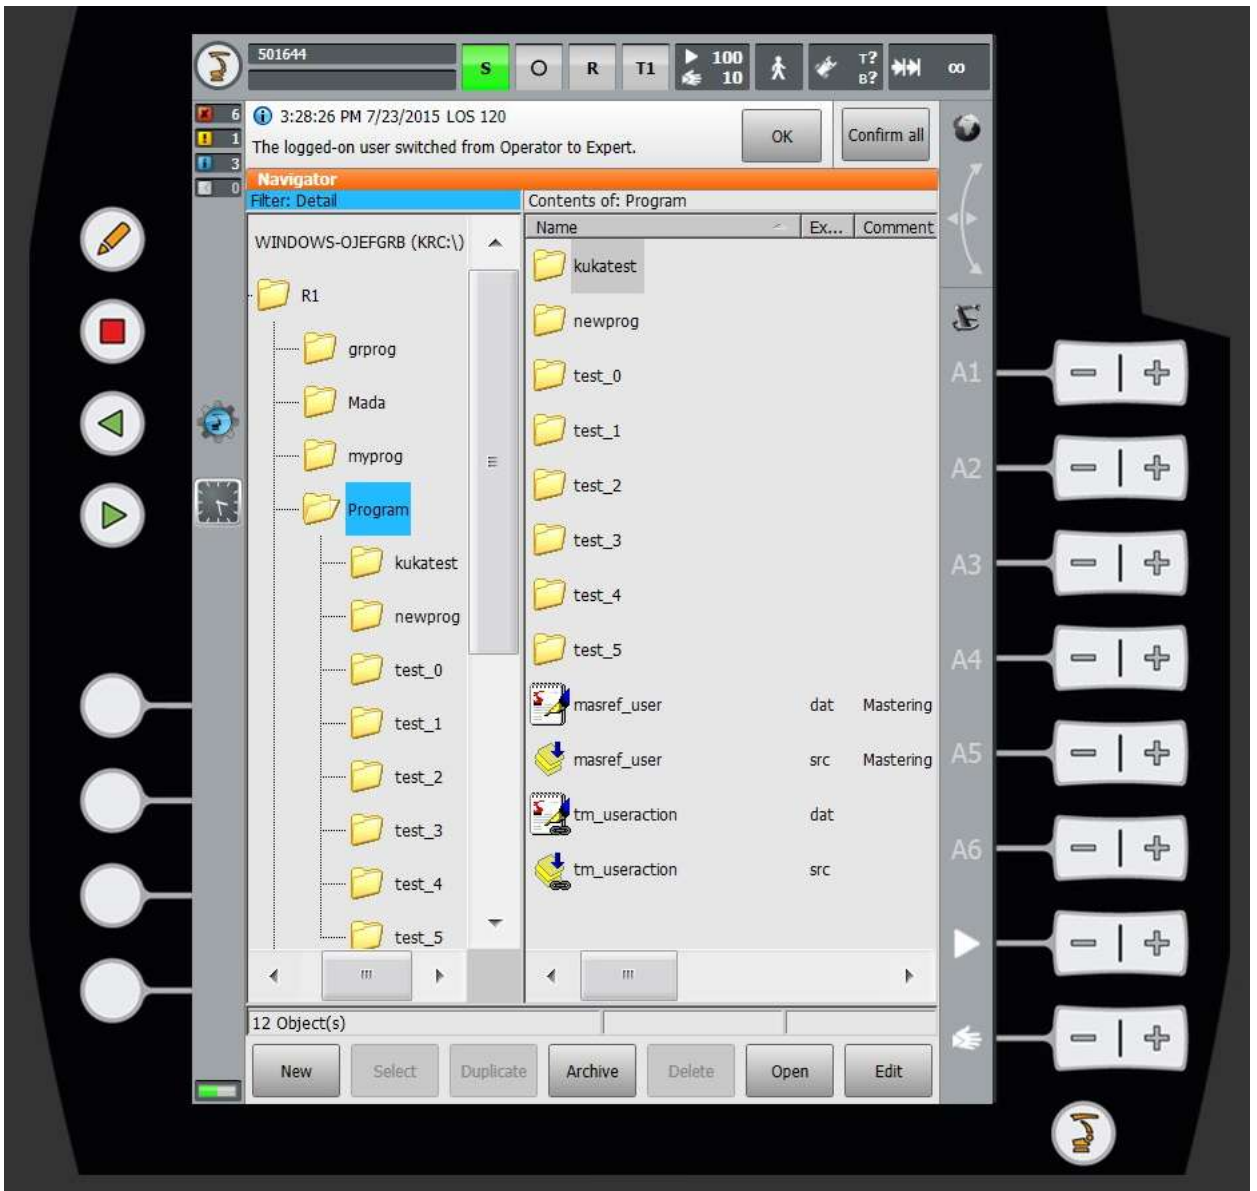 501644
S
O
R
T1
100
10
T?
B?
∞
6
1
3
0
3:28:26 PM 7/23/2015 LOS 120
The logged-on user switched from Operator to Expert.
OK
Confirm all
Navigator
Filter: Detail
Contents of: Program
WINDOWS-OJEFGRB (KRC:\)
R1
grprog
Mada
myprog
Program
kukatest
newprog
test_0
test_1
test_2
test_3
test_4
test_5
Name Ex... Comment
kukatest
newprog
test_0
test_1
test_2
test_3
test_4
test_5
masref_user dat Mastering
masref_user src Mastering
tm_useraction dat
tm_useraction src
A1
A2
A3
A4
A5
A6
12 Object(s)
New
Select
Duplicate
Archive
Delete
Open
Edit